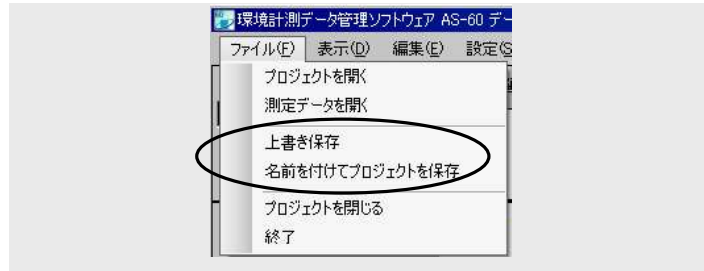 環境計測データ管理ソフトウェア AS-60 デー
ファイル(F) 表示(D) 編集(E) 設定(S
プロジェクトを開く
測定データを開く
上書き保存
名前を付けてプロジェクトを保存
プロジェクトを閉じる
終了